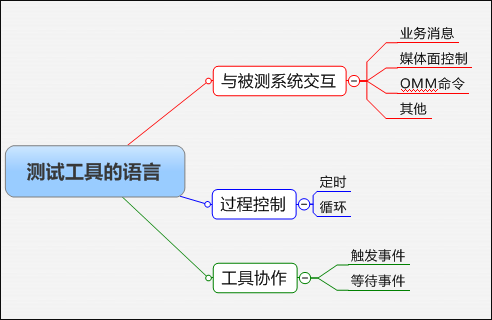 业务消息
媒体面控制
与被测系统交互
OMM命令
其他
测试工具的语言
定时
过程控制
循环
触发事件
工具协作
等待事件